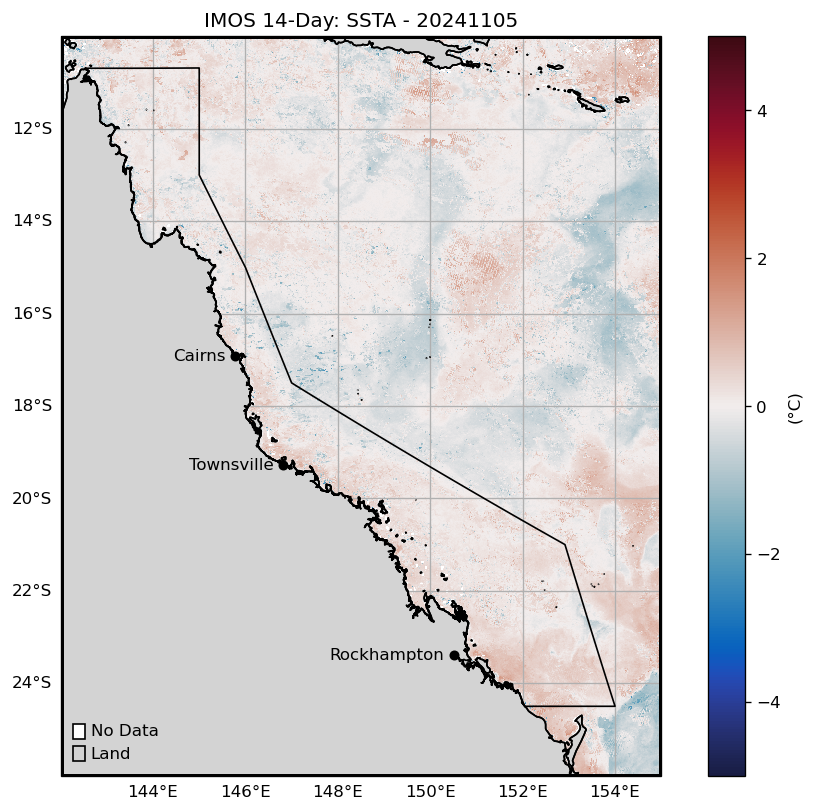 IMOS 14-Day: SSTA - 20241105
12°S
14°S
16°S
18°S
20°S
22°S
24°S
Cairns
Townsville
Rockhampton
No Data
Land
144°E 146°E 148°E 150°E 152°E 154°E
4
2
0
−2
−4
(°C)